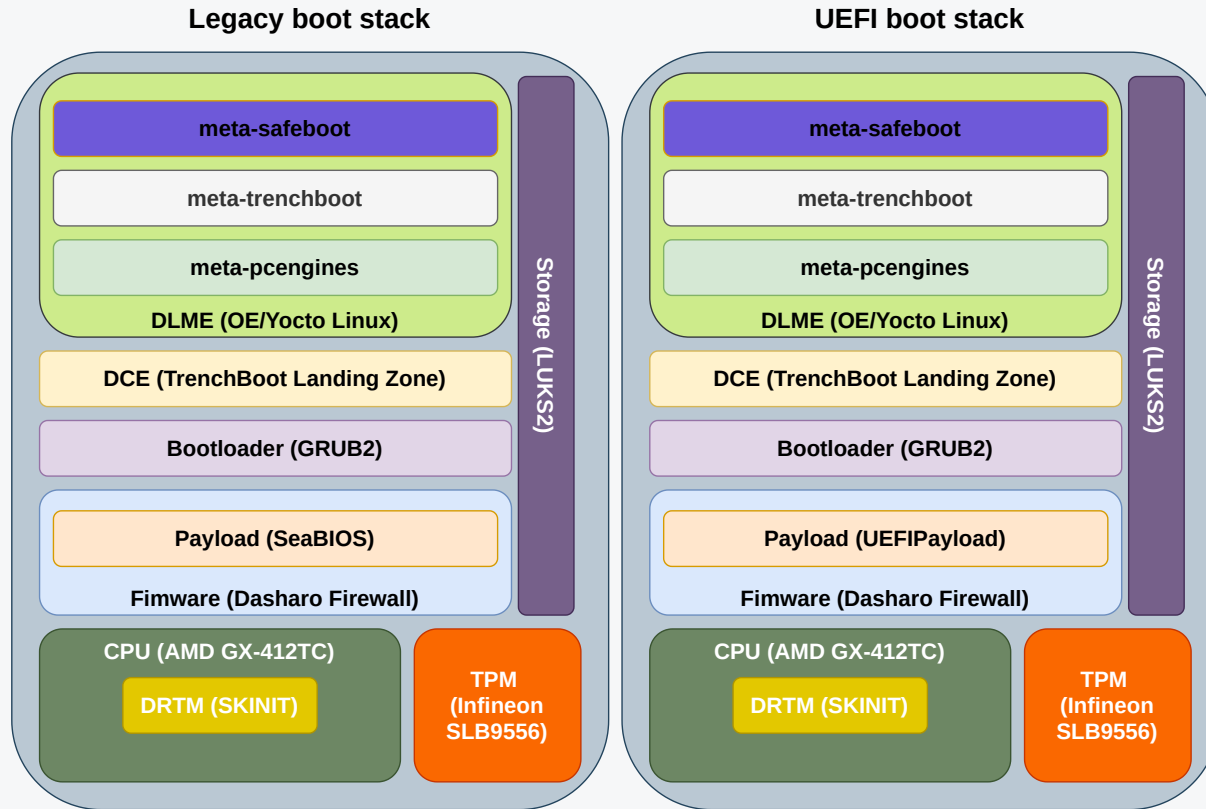 Legacy boot stack
meta-safeboot
meta-trenchboot
meta-pcengines
DLME (OE/Yocto Linux)
Storage (LUKS2)
DCE (TrenchBoot Landing Zone)
Bootloader (GRUB2)
Payload (SeaBIOS)
Fimware (Dasharo Firewall)
CPU (AMD GX-412TC)
DRTM (SKINIT)
TPM
(Infineon
SLB9556)
UEFI boot stack
meta-safeboot
meta-trenchboot
meta-pcengines
DLME (OE/Yocto Linux)
Storage (LUKS2)
DCE (TrenchBoot Landing Zone)
Bootloader (GRUB2)
Payload (UEFIPayload)
Fimware (Dasharo Firewall)
CPU (AMD GX-412TC)
DRTM (SKINIT)
TPM
(Infineon
SLB9556)